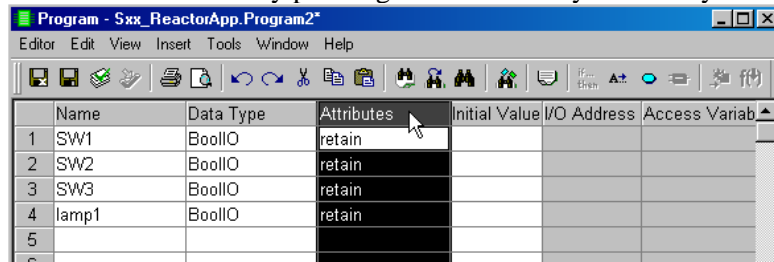 Program - Sxx_ReactorApp.Program2*
Editor Edit View Insert Tools Window Help
Name Data Type Attributes Initial Value I/O Address Access Variab
1 SW1 BoolIO retain
2 SW2 BoolIO retain
3 SW3 BoolIO retain
4 lamp1 BoolIO retain
5